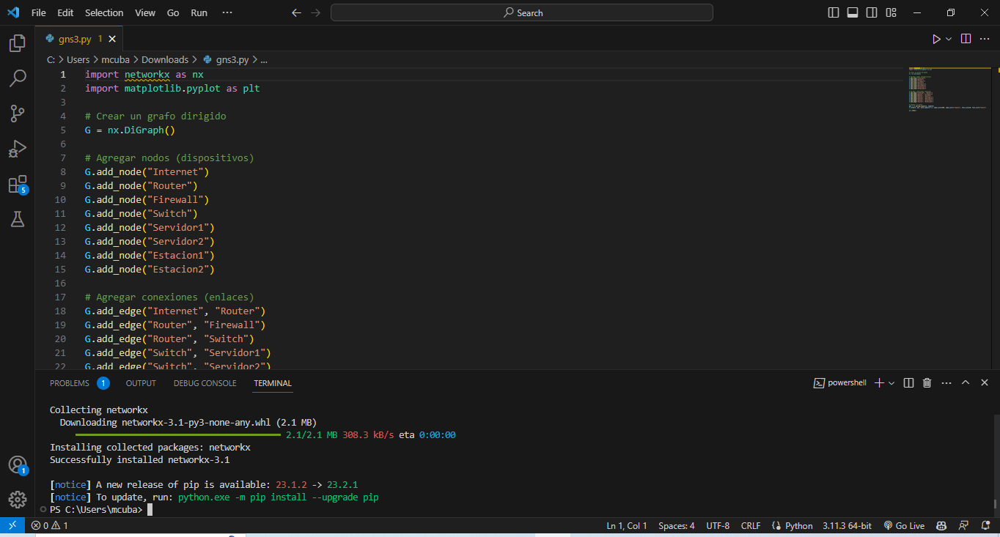 File Edit Selection View Go Run ··· Search
gns3.py 1
C: > Users > mcuba > Downloads > gns3.py > ...
1 import networkx as nx
2 import matplotlib.pyplot as plt
3
4 # Crear un grafo dirigido
5 G = nx.DiGraph()
6
7 # Agregar nodos (dispositivos)
8 G.add_node("Internet")
9 G.add_node("Router")
10 G.add_node("Firewall")
11 G.add_node("Switch")
12 G.add_node("Servidor1")
13 G.add_node("Servidor2")
14 G.add_node("Estacion1")
15 G.add_node("Estacion2")
16
17 # Agregar conexiones (enlaces)
18 G.add_edge("Internet", "Router")
19 G.add_edge("Router", "Firewall")
20 G.add_edge("Router", "Switch")
21 G.add_edge("Switch", "Servidor1")
22 G.add_edge("Switch", "Servidor2")
5
PROBLEMS 1 OUTPUT DEBUG CONSOLE TERMINAL powershell
Collecting networkx
Downloading networkx-3.1-py3-none-any.whl (2.1 MB)
2.1/2.1 MB 308.3 kB/s eta 0:00:00
Installing collected packages: networkx
Successfully installed networkx-3.1
[notice] A new release of pip is available: 23.1.2 -> 23.2.1
[notice] To update, run: python.exe -m pip install --upgrade pip
PS C:\Users\mcuba>
1
0 1 Ln 1, Col 1 Spaces: 4 UTF-8 CRLF Python 3.11.3 64-bit Go Live